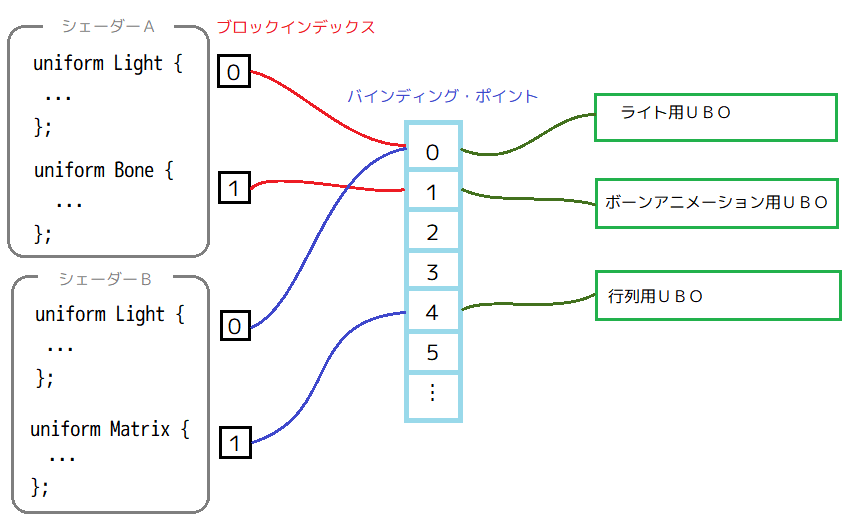 シェーダーＡ
uniform Light {
...
};
uniform Bone {
...
};
シェーダーＢ
uniform Light {
...
};
uniform Matrix {
...
};
ブロックインデックス
0
1
0
1
バインディング・ポイント
0
1
2
3
4
5
⋮
ライト用ＵＢＯ
ボーンアニメーション用ＵＢＯ
行列用ＵＢＯ